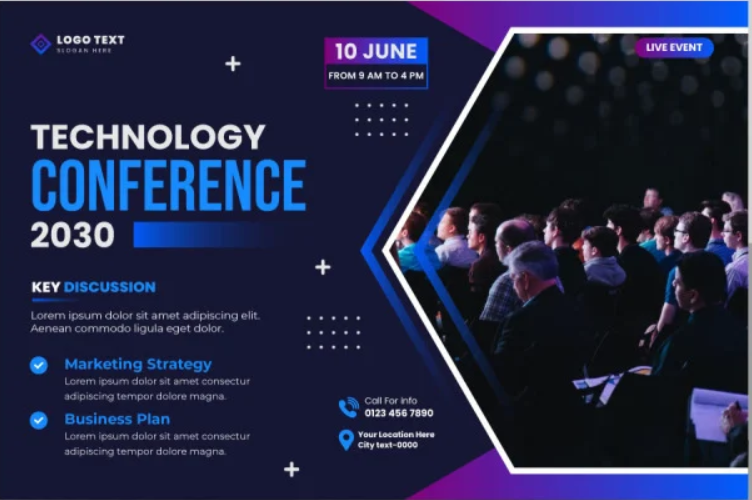 LOGO TEXT
SLOGAN HERE
10 JUNE
FROM 9 AM TO 4 PM
LIVE EVENT
TECHNOLOGY
CONFERENCE
2030
KEY DISCUSSION
Lorem ipsum dolor sit amet adipiscing elit.
Aenean commodo ligula eget dolor.
Marketing Strategy
Lorem ipsum dolor sit amet consectur
adipiscing tempor dolore magna.
Business Plan
Lorem ipsum dolor sit amet consectur
adipiscing tempor dolore magna.
Call For info
0123 456 7890
Your Location Here
City text-0000